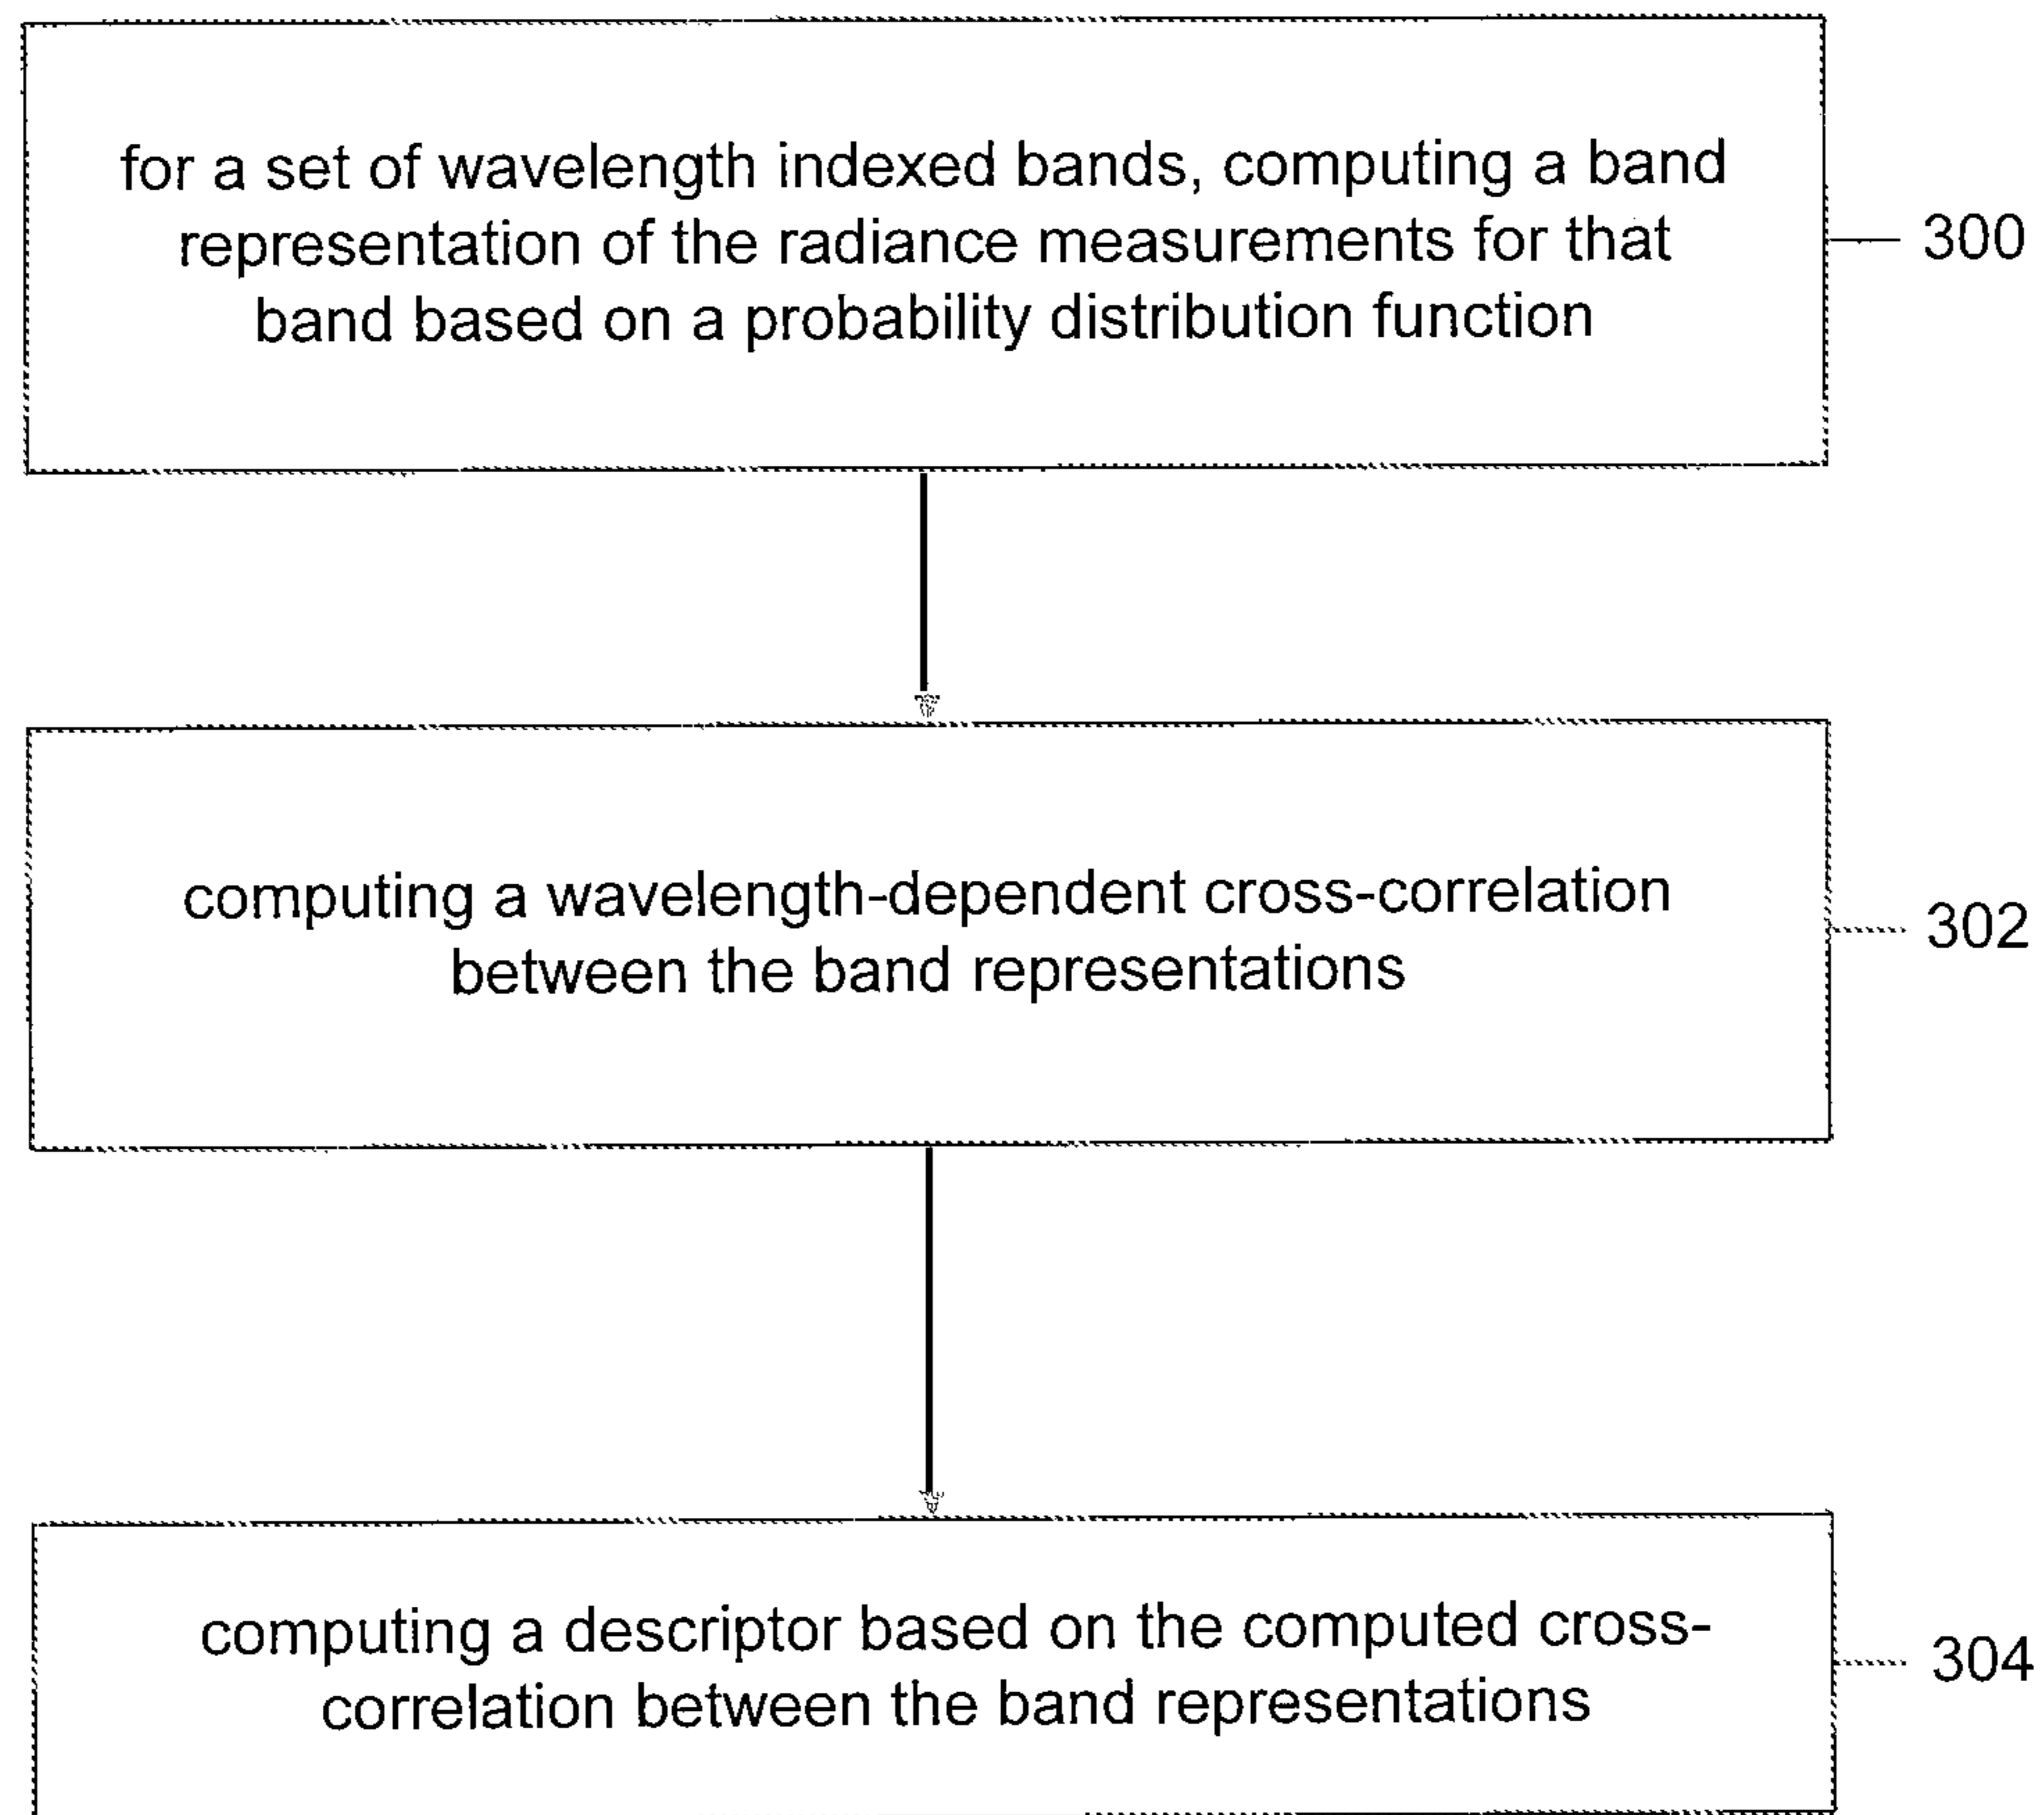 for a set of wavelength indexed bands, computing a band
representation of the radiance measurements for that
band based on a probability distribution function
300
computing a wavelength-dependent cross-correlation
between the band representations
302
computing a descriptor based on the computed cross-
correlation between the band representations
304